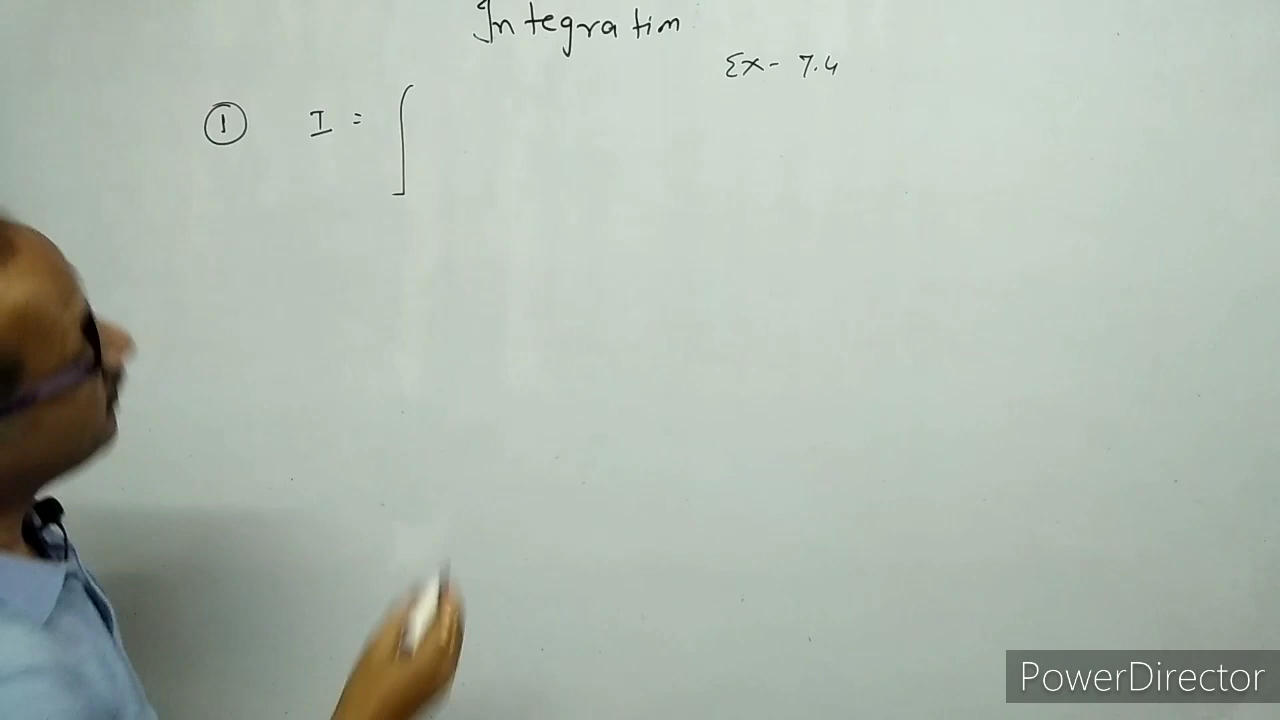 Integration
Ex- 7.4
① I = ∫
PowerDirector